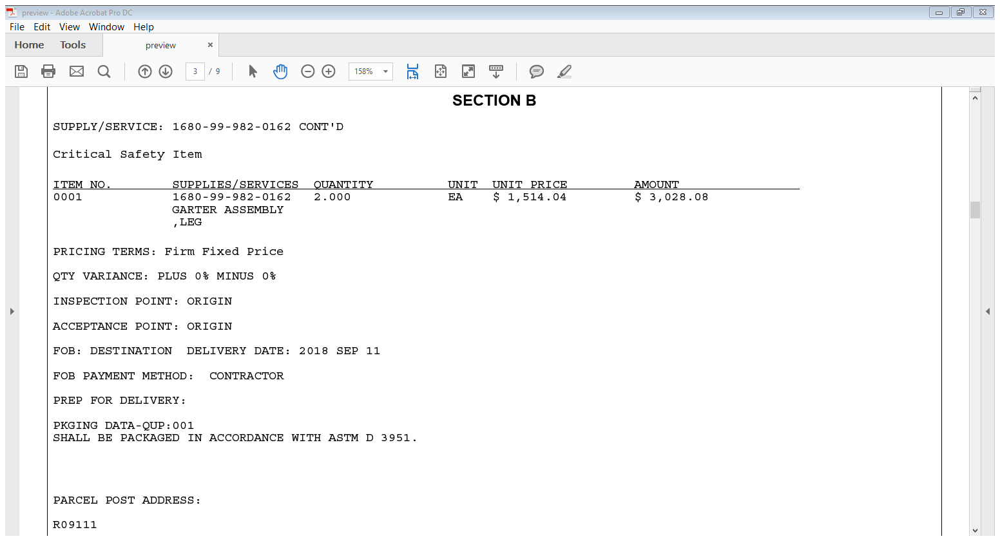 preview - Adobe Acrobat Pro DC
File Edit View Window Help
Home Tools preview ×
3 / 9 158%
SECTION B
SUPPLY/SERVICE: 1680-99-982-0162 CONT'D
Critical Safety Item
ITEM NO. SUPPLIES/SERVICES QUANTITY UNIT UNIT PRICE AMOUNT
0001 1680-99-982-0162 2.000 EA $ 1,514.04 $ 3,028.08
GARTER ASSEMBLY
,LEG
PRICING TERMS: Firm Fixed Price
QTY VARIANCE: PLUS 0% MINUS 0%
INSPECTION POINT: ORIGIN
ACCEPTANCE POINT: ORIGIN
FOB: DESTINATION DELIVERY DATE: 2018 SEP 11
FOB PAYMENT METHOD: CONTRACTOR
PREP FOR DELIVERY:
PKGING DATA-QUP:001
SHALL BE PACKAGED IN ACCORDANCE WITH ASTM D 3951.
PARCEL POST ADDRESS:
R09111